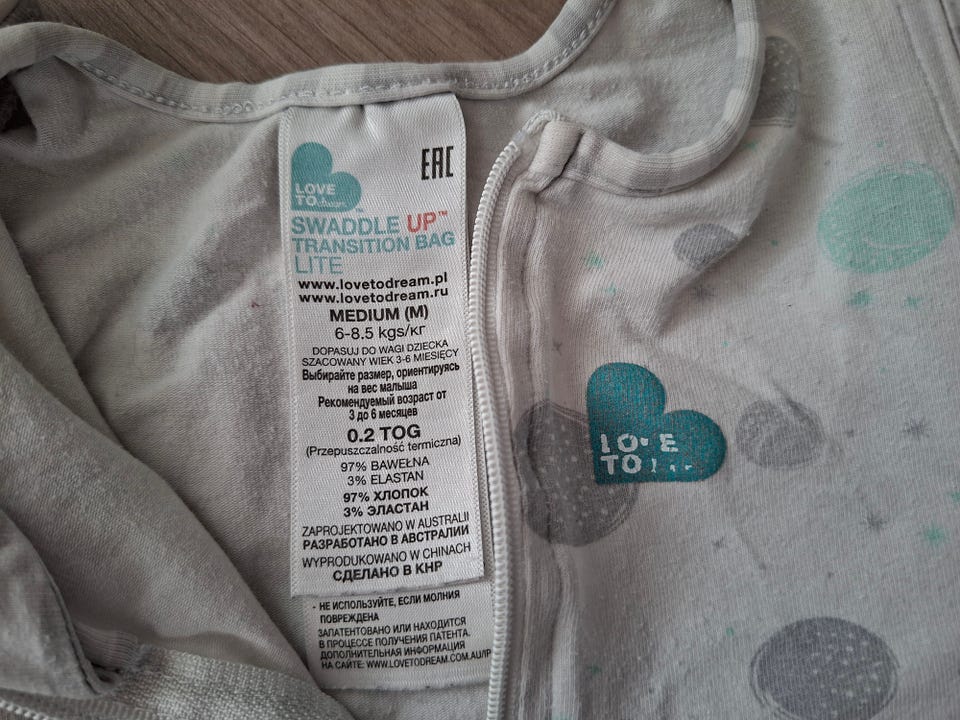 LOVE
TO dream
EAC
SWADDLE UP™
TRANSITION BAG
LITE
www.lovetodream.pl
www.lovetodream.ru
MEDIUM (M)
6-8.5 kgs/кг
DOPASUJ DO WAGI DZIECKA
SZACOWANY WIEK 3-6 MIESIĘCY
Выбирайте размер, ориентируясь
на вес малыша
Рекомендуемый возраст от
3 до 6 месяцев
0.2 TOG
(Przepuszczalność termiczna)
97% BAWEŁNA
3% ELASTAN
97% ХЛОПОК
3% ЭЛАСТАН
ZAPROJEKTOWANO W AUSTRALII
РАЗРАБОТАНО В АВСТРАЛИИ
WYPRODUKOWANO W CHINACH
СДЕЛАНО В КНР
- НЕ ИСПОЛЬЗУЙТЕ, ЕСЛИ МОЛНИЯ
ПОВРЕЖДЕНА
ЗАПАТЕНТОВАНО ИЛИ НАХОДИТСЯ
В ПРОЦЕССЕ ПОЛУЧЕНИЯ ПАТЕНТА.
ДОПОЛНИТЕЛЬНАЯ ИНФОРМАЦИЯ
НА САЙТЕ: WWW.LOVETODREAM.COM.AU/IP
LOVE
TO